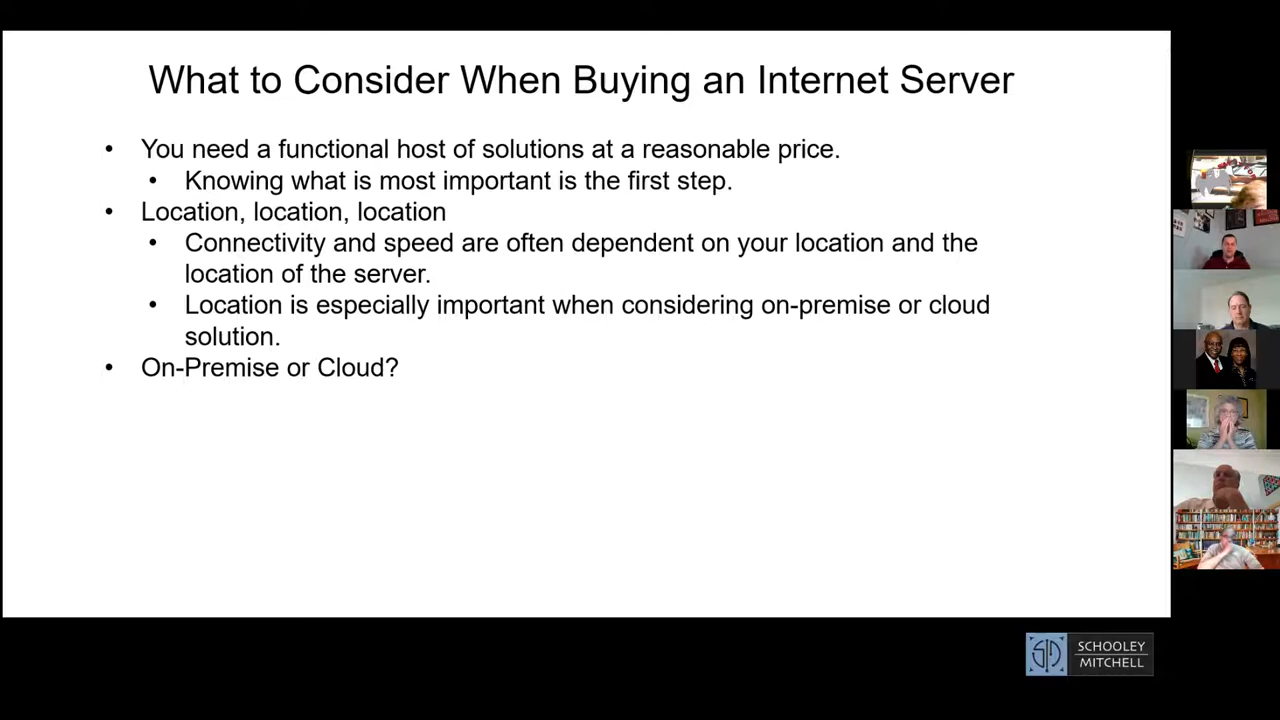 What to Consider When Buying an Internet Server
• You need a functional host of solutions at a reasonable price.
• Knowing what is most important is the first step.
• Location, location, location
• Connectivity and speed are often dependent on your location and the
location of the server.
• Location is especially important when considering on-premise or cloud
solution.
• On-Premise or Cloud?
SCHOOLEY
MITCHELL